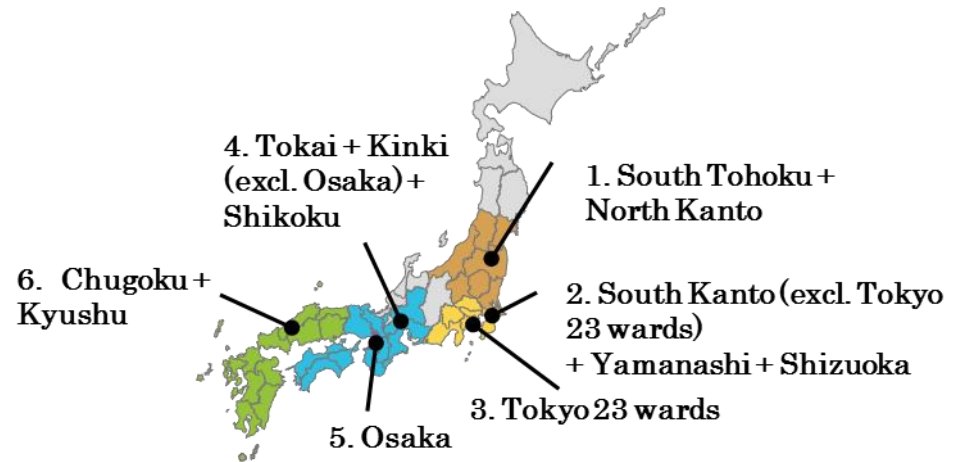 4. Tokai + Kinki
(excl. Osaka) +
Shikoku
1. South Tohoku +
North Kanto
6. Chugoku +
Kyushu
2. South Kanto (excl. Tokyo
23 wards)
+ Yamanashi + Shizuoka
3. Tokyo 23 wards
5. Osaka